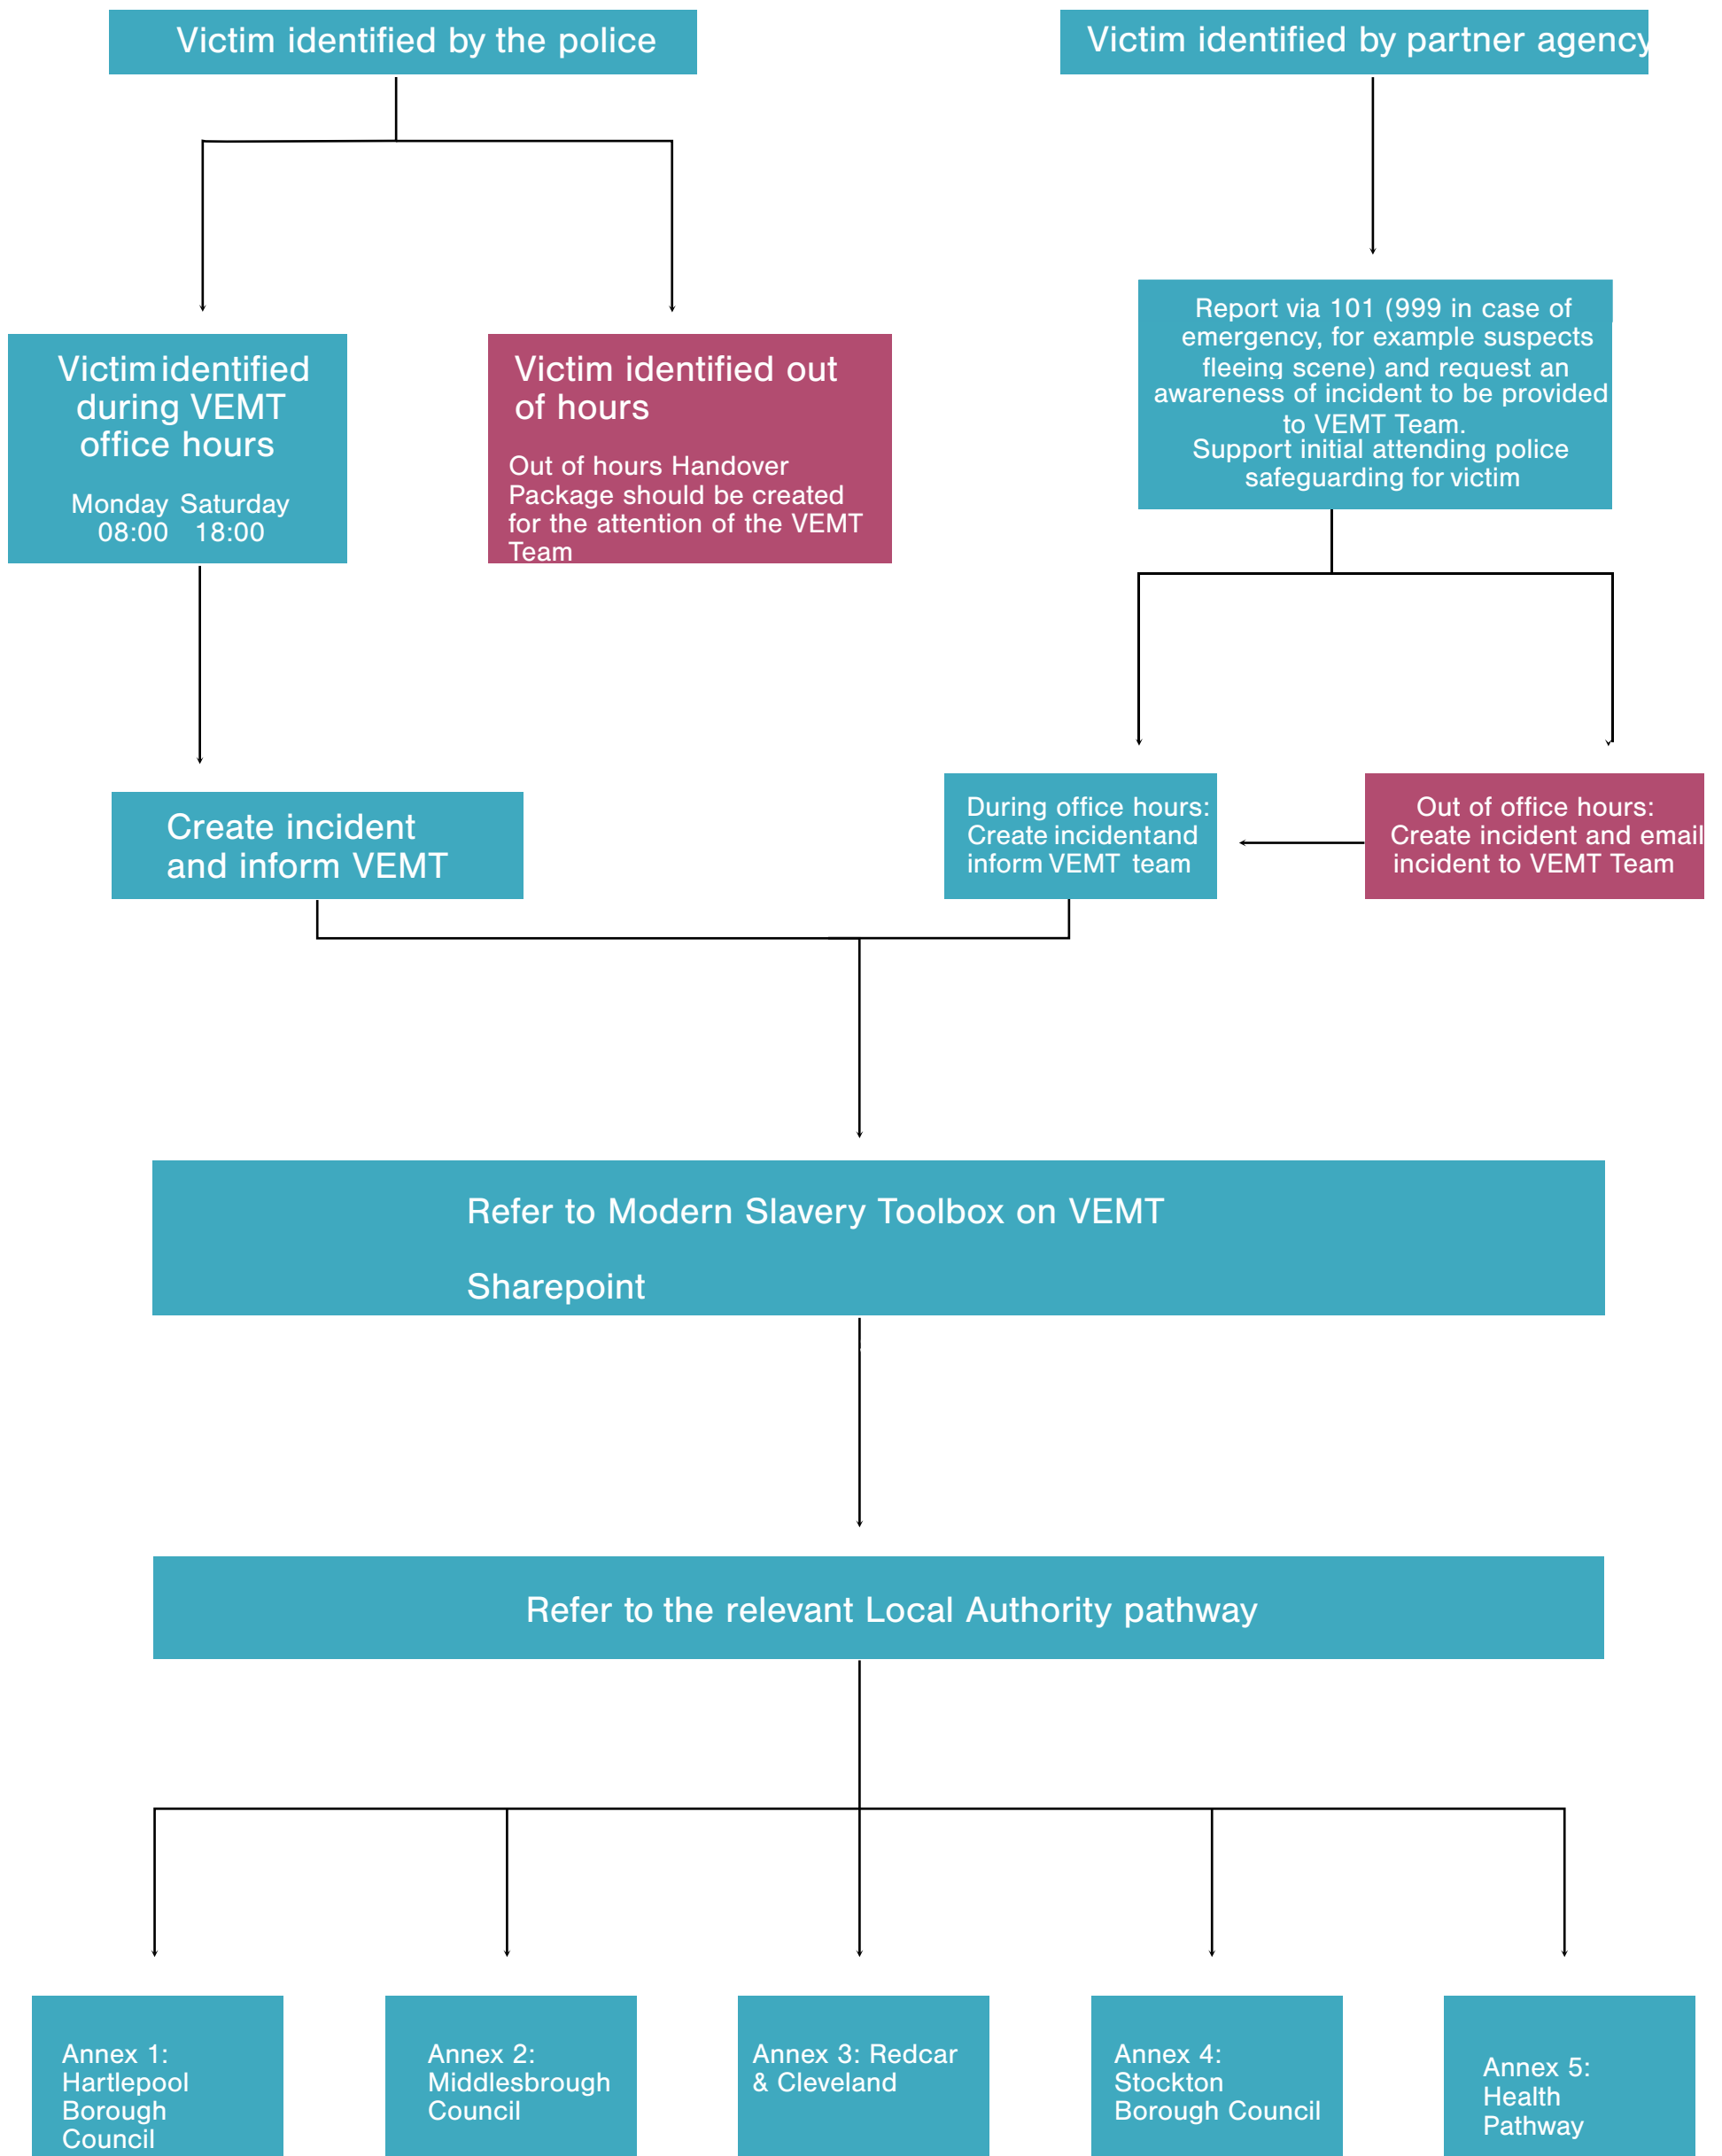 Victim identified by the police
Victim identified by partner agency
Victim identified
during VEMT
office hours
Monday Saturday
08:00 18:00
Victim identified out
of hours
Out of hours Handover
Package should be created
for the attention of the VEMT
Team
Report via 101 (999 in case of
emergency, for example suspects
fleeing scene) and request an
awareness of incident to be provided
to VEMT Team.
Support initial attending police
safeguarding for victim
Create incident
and inform VEMT
During office hours:
Create incident and
inform VEMT team
Out of office hours:
Create incident and email
incident to VEMT Team
Refer to Modern Slavery Toolbox on VEMT
Sharepoint
Refer to the relevant Local Authority pathway
Annex 1:
Hartlepool
Borough
Council
Annex 2:
Middlesbrough
Council
Annex 3: Redcar
& Cleveland
Annex 4:
Stockton
Borough Council
Annex 5:
Health
Pathway